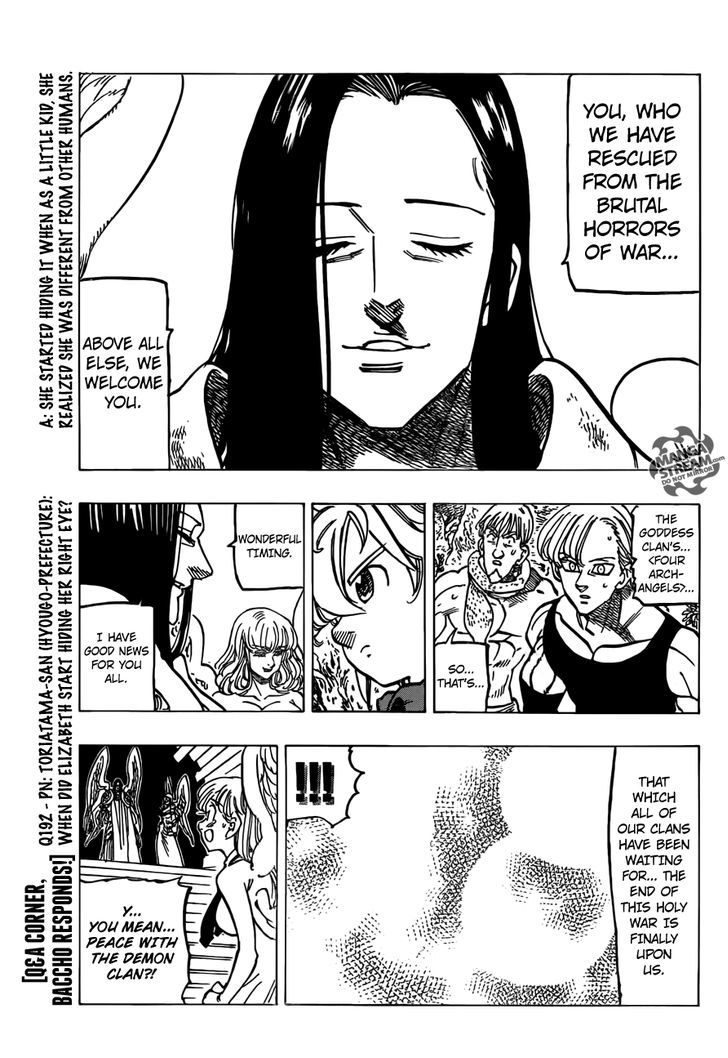 YOU, WHO
WE HAVE
RESCUED
FROM THE
BRUTAL
HORRORS
OF WAR...
ABOVE ALL
ELSE, WE
WELCOME
YOU.
MANGA
STREAM.COM
DO NOT MIRROR
THE
GODDESS
CLAN'S...
<FOUR
ARCH-
ANGELS>...
SO...
THAT'S...
WONDERFUL
TIMING.
I HAVE
GOOD NEWS
FOR YOU
ALL.
THAT
WHICH
ALL OF
OUR CLANS
HAVE BEEN
WAITING
FOR... THE
END OF
THIS HOLY
WAR IS
FINALLY
UPON
US.
!!!
Y...
YOU MEAN...
PEACE WITH
THE DEMON
CLAN?!
[Q&A CORNER,
BACCHO RESPONDS!]
Q192 - PN: TORIATAMA-SAN (HYOUGO-PREFECTURE):
WHEN DID ELIZABETH START HIDING HER RIGHT EYE?
A: SHE STARTED HIDING IT WHEN AS A LITTLE KID, SHE
REALIZED SHE WAS DIFFERENT FROM OTHER HUMANS.